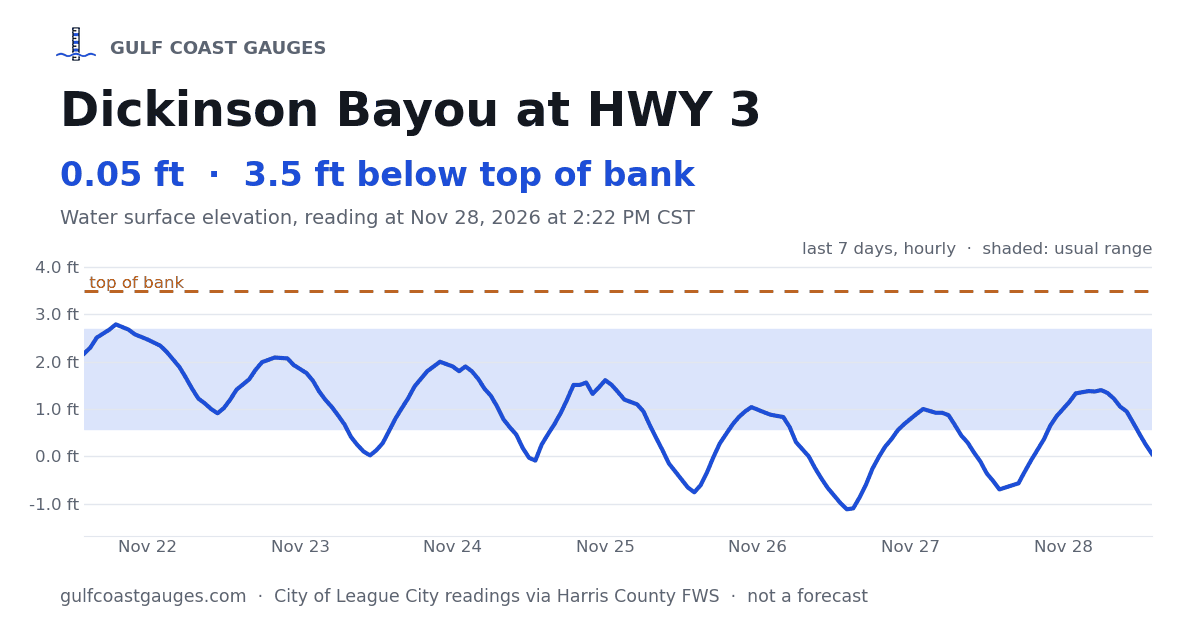 GULF COAST GAUGES
Dickinson Bayou at HWY 3
0.05 ft · 3.5 ft below top of bank
Water surface elevation, reading at Nov 28, 2026 at 2:22 PM CST
last 7 days, hourly · shaded: usual range
4.0 ft
top of bank
3.0 ft
2.0 ft
1.0 ft
0.0 ft
-1.0 ft
Nov 22 Nov 23 Nov 24 Nov 25 Nov 26 Nov 27 Nov 28
gulfcoastgauges.com · City of League City readings via Harris County FWS · not a forecast